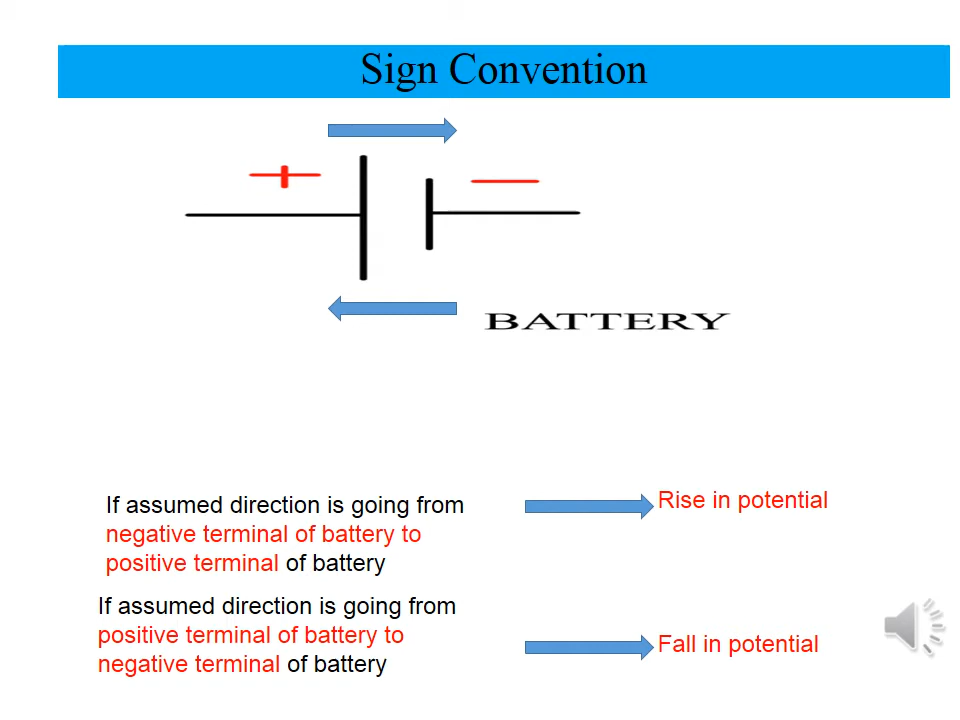 Sign Convention
BATTERY
If assumed direction is going from
negative terminal of battery to
positive terminal of battery
Rise in potential
If assumed direction is going from
positive terminal of battery to
negative terminal of battery
Fall in potential